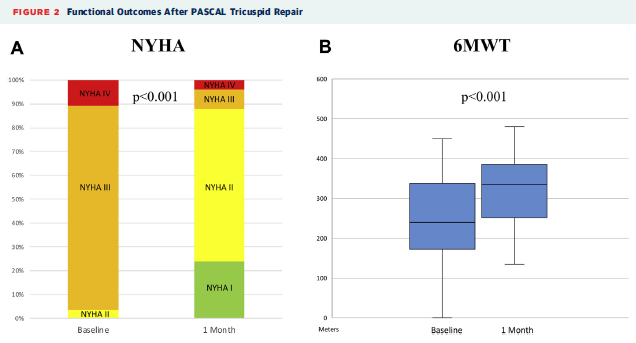 FIGURE 2 Functional Outcomes After PASCAL Tricuspid Repair
A
NYHA
100%
90%
80%
70%
60%
50%
40%
30%
20%
10%
0%
NYHA IV
NYHA III
NYHA II
p<0.001
NYHA IV
NYHA III
NYHA II
NYHA I
Baseline
1 Month
B
6MWT
600
500
400
300
200
100
0
p<0.001
Meters
Baseline
1 Month